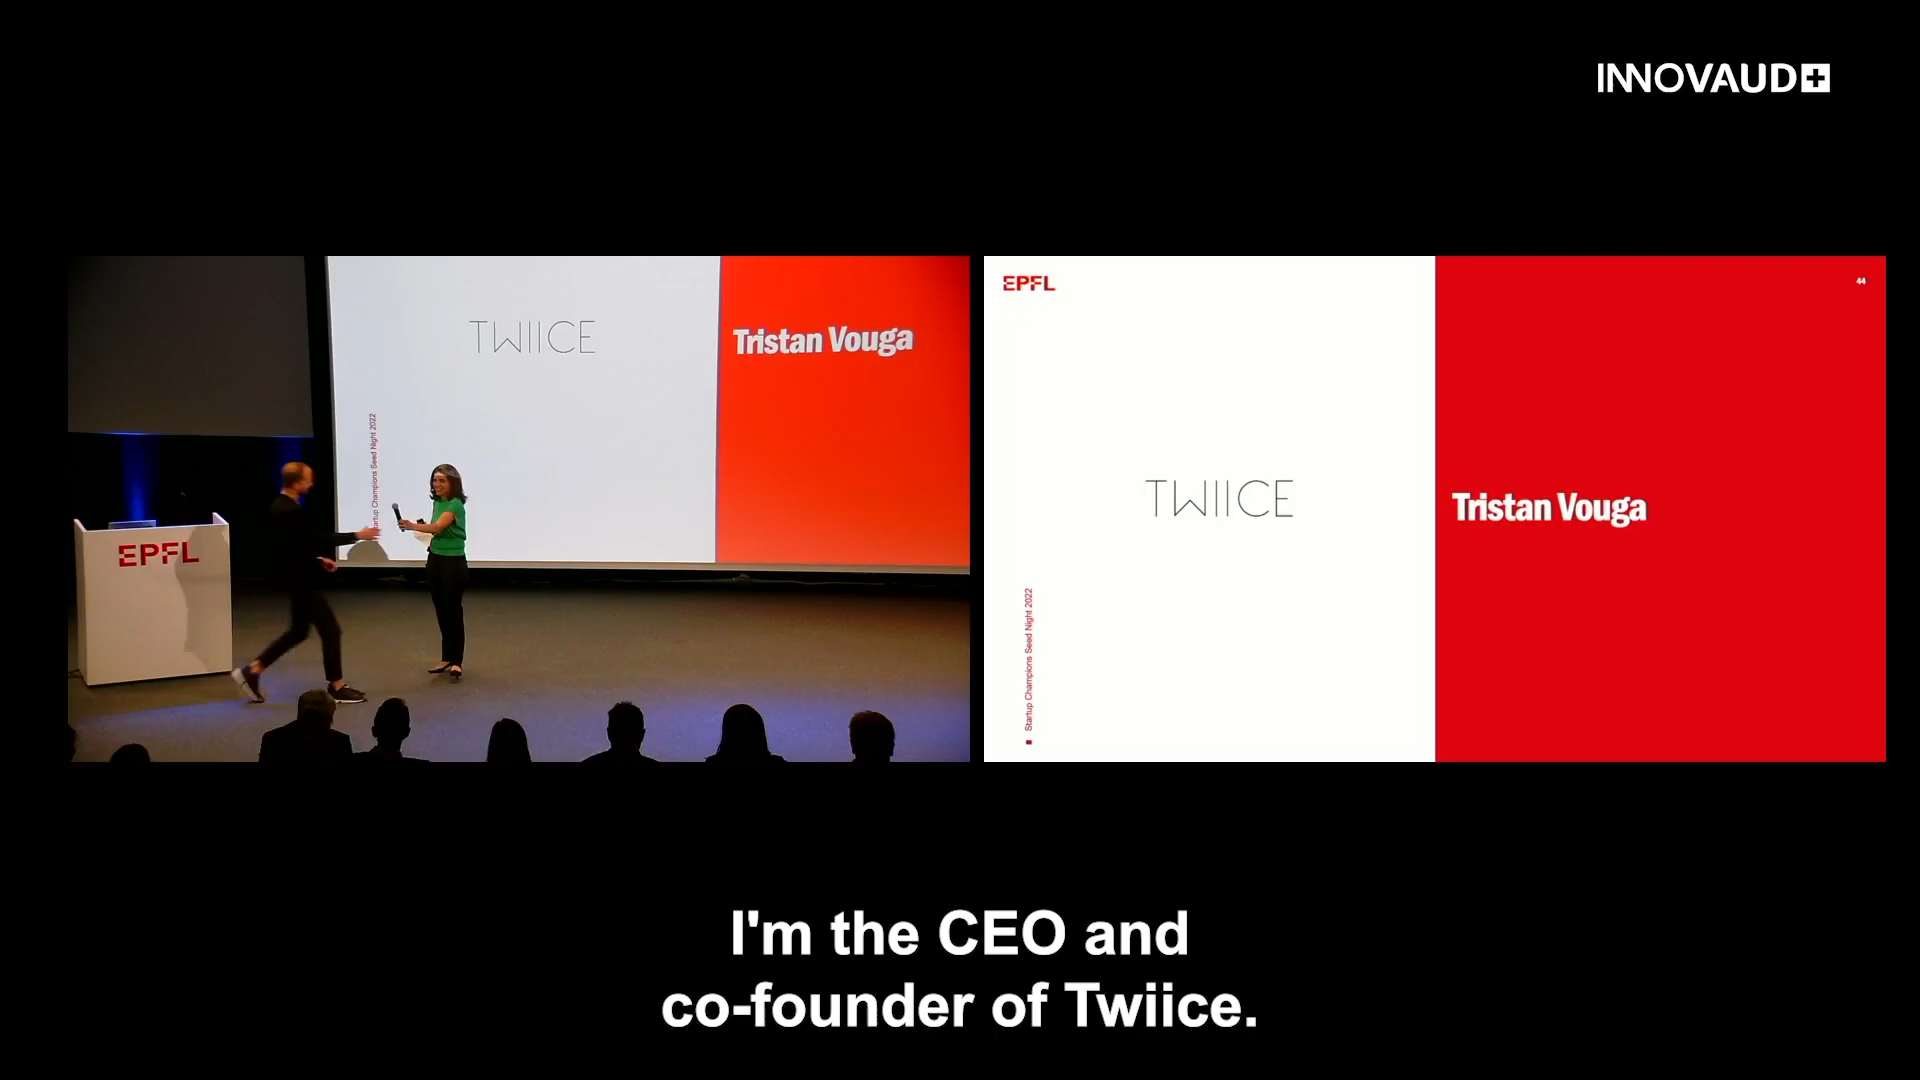 INNOVAUD
TWIICE
Tristan Vouga
Startup Champions Seed Night 2022
EPFL
EPFL
44
TWIICE
Tristan Vouga
Startup Champions Seed Night 2022
I'm the CEO and
co-founder of Twiice.